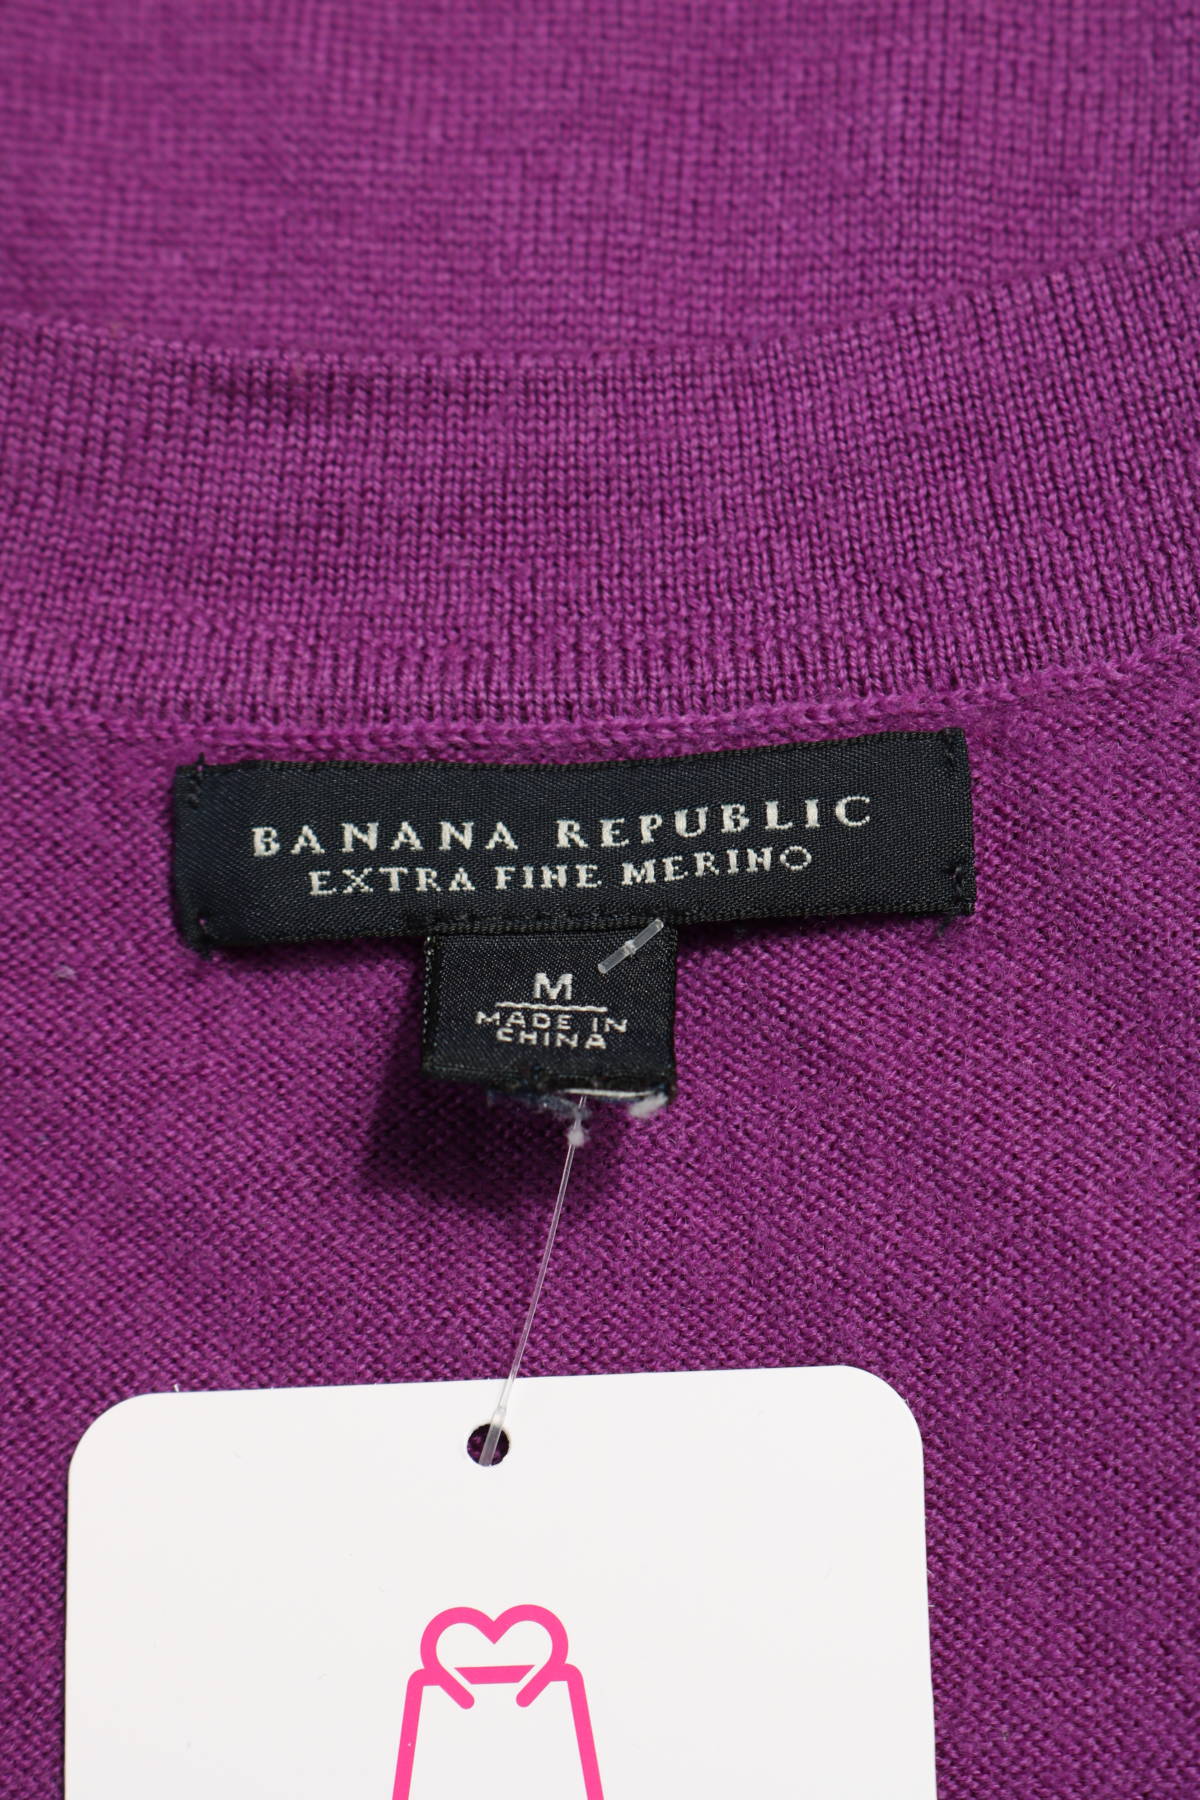 BANANA REPUBLIC
EXTRA FINE MERINO
M
MADE IN
CHINA